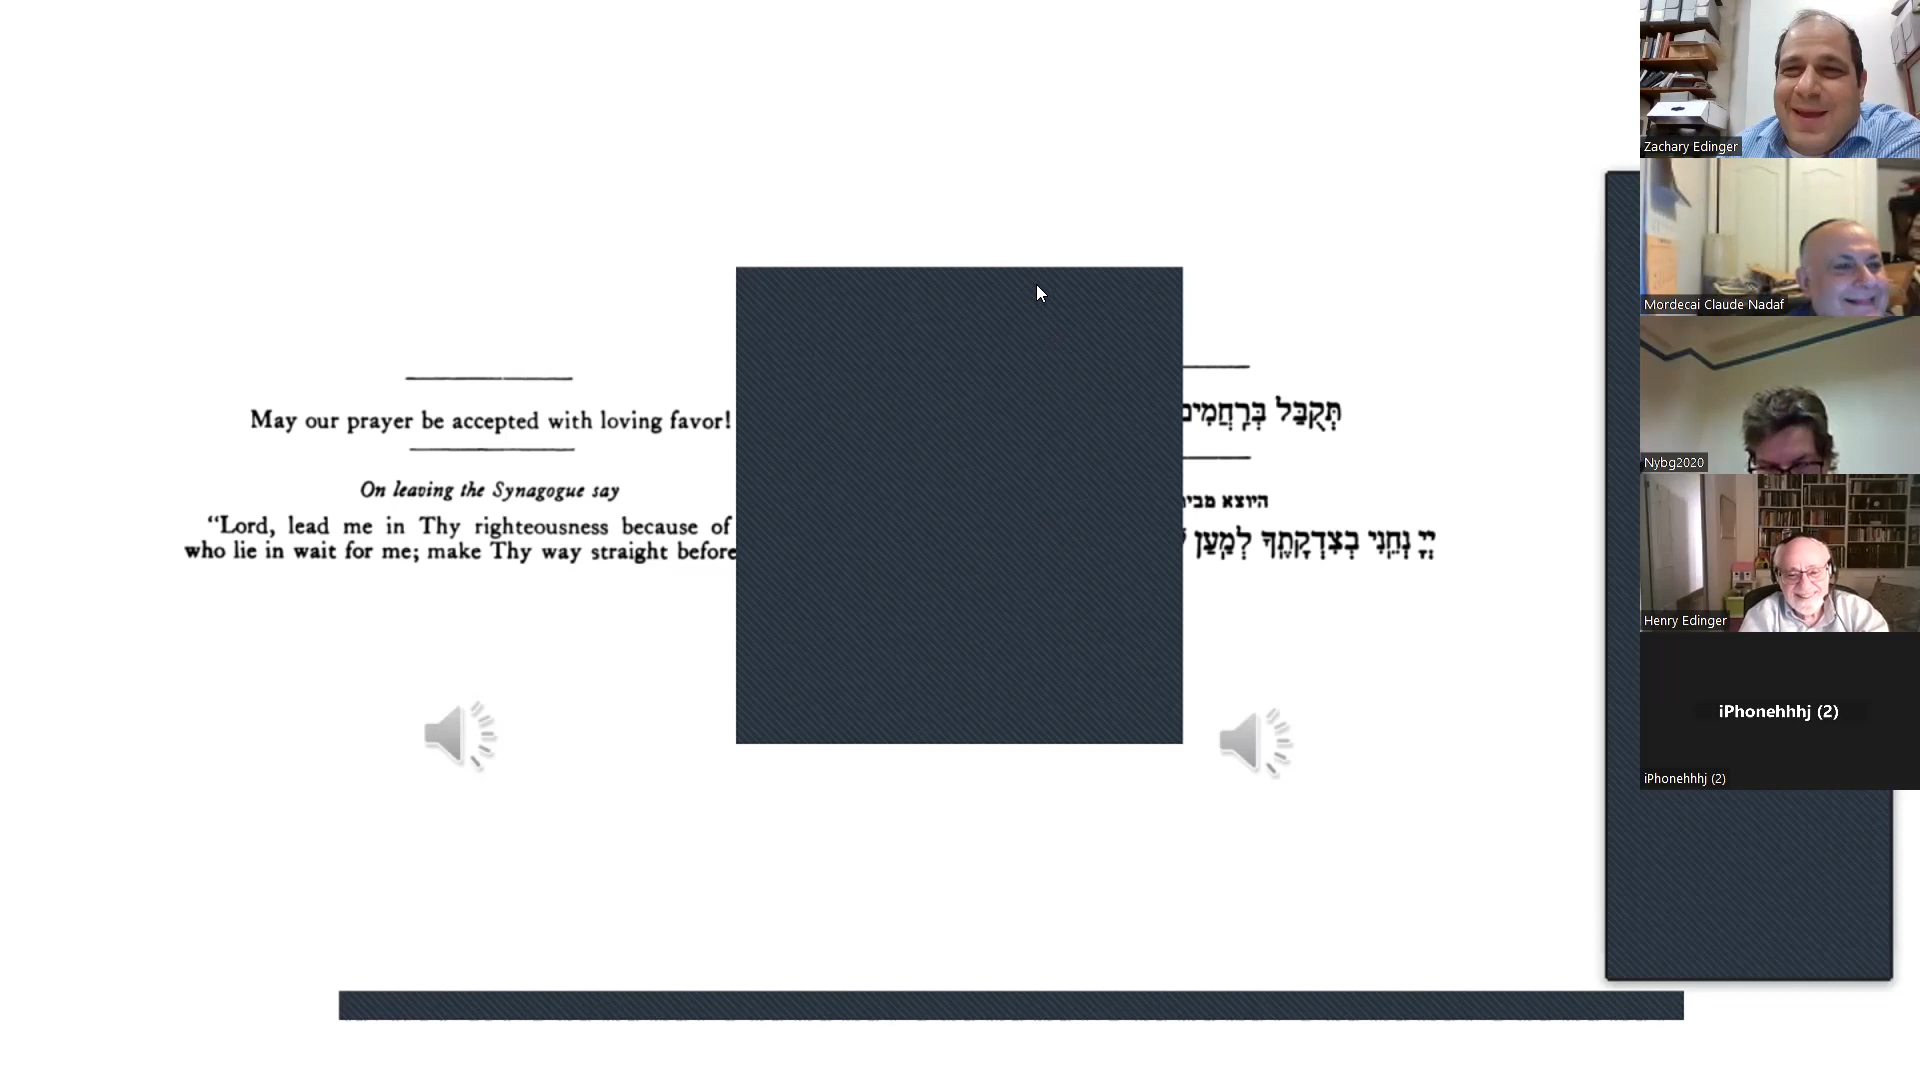 May our prayer be accepted with loving favor!
On leaving the Synagogue say
“Lord, lead me in Thy righteousness because of
who lie in wait for me; make Thy way straight before
תְּקֻבַּל בְּרַחֲמִים
היוצא מבית
יְיָ נְחֵנִי בְצִדְקָתֶךָ לְמַעַן
Zachary Edinger
Mordecai Claude Nadaf
Nybg2020
Henry Edinger
iPhonehhhj (2)
iPhonehhhj (2)